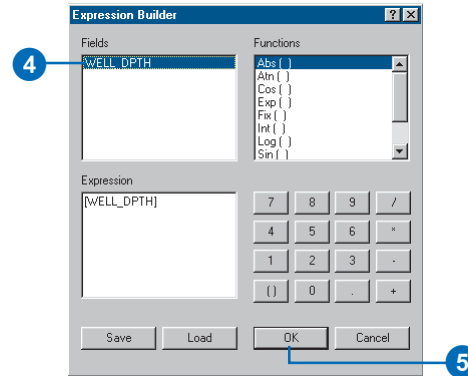 Expression Builder
? ×
Fields
Functions
4
WELL_DPTH
Abs ( )
Atn ( )
Cos ( )
Exp ( )
Fix ( )
Int ( )
Log ( )
Sin ( )
Expression
[WELL_DPTH]
7 8 9 /
4 5 6 *
1 2 3 -
( ) 0 . +
Save Load OK Cancel
5